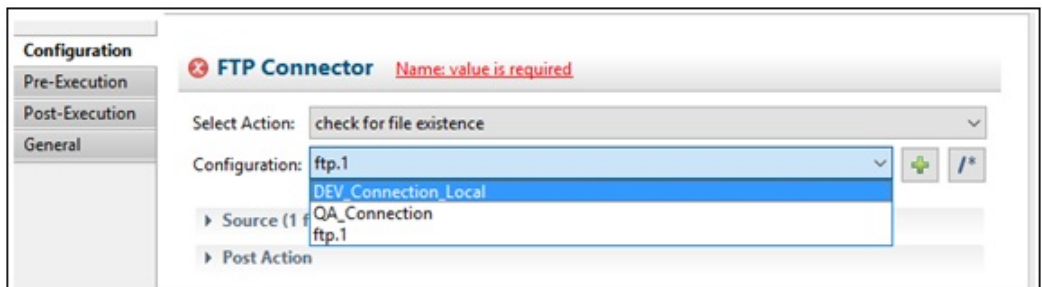 Configuration
Pre-Execution
Post-Execution
General
FTP Connector Name: value is required
Select Action: check for file existence
Configuration: ftp.1 /*
DEV_Connection_Local
QA_Connection
ftp.1
Source (1 f
Post Action